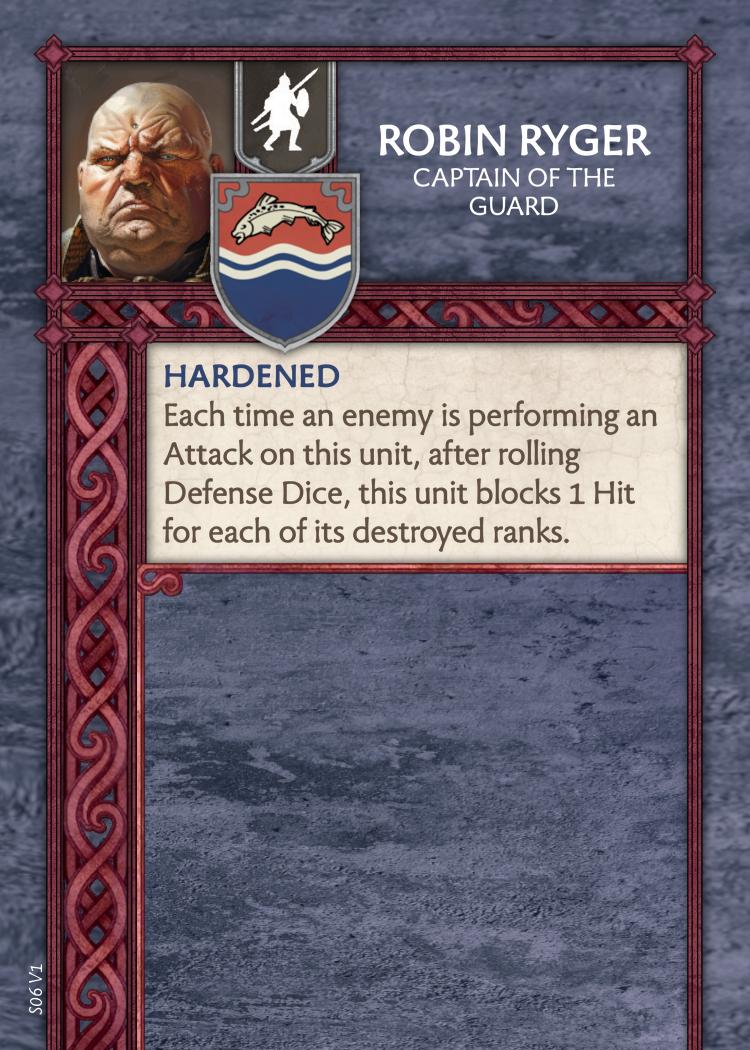 ROBIN RYGER
CAPTAIN OF THE
GUARD
HARDENED
Each time an enemy is performing an
Attack on this unit, after rolling
Defense Dice, this unit blocks 1 Hit
for each of its destroyed ranks.
S06 V1